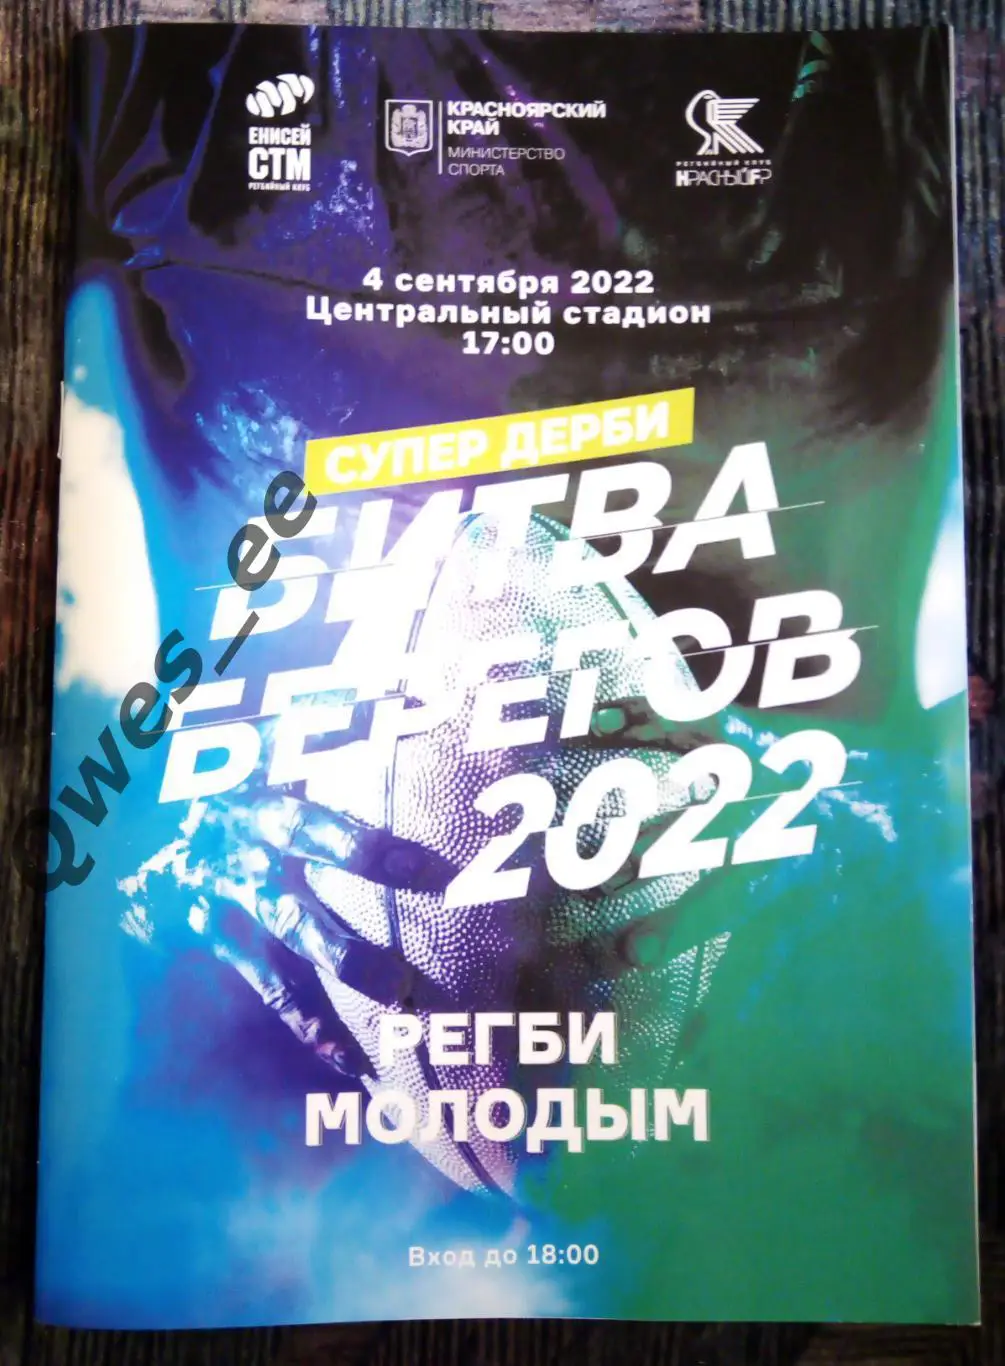 ЕНИСЕЙ
СТМ
РЕГБИЙНЫЙ КЛУБ
КРАСНОЯРСКИЙ
КРАЙ
МИНИСТЕРСТВО
СПОРТА
РЕГБИЙНЫЙ КЛУБ
КРАСНЫЙ ЯР
4 сентября 2022
Центральный стадион
17:00
СУПЕР ДЕРБИ
БИТВА
БЕРЕГОВ
2022
РЕГБИ
МОЛОДЫМ
Вход до 18:00
Qwes_ee